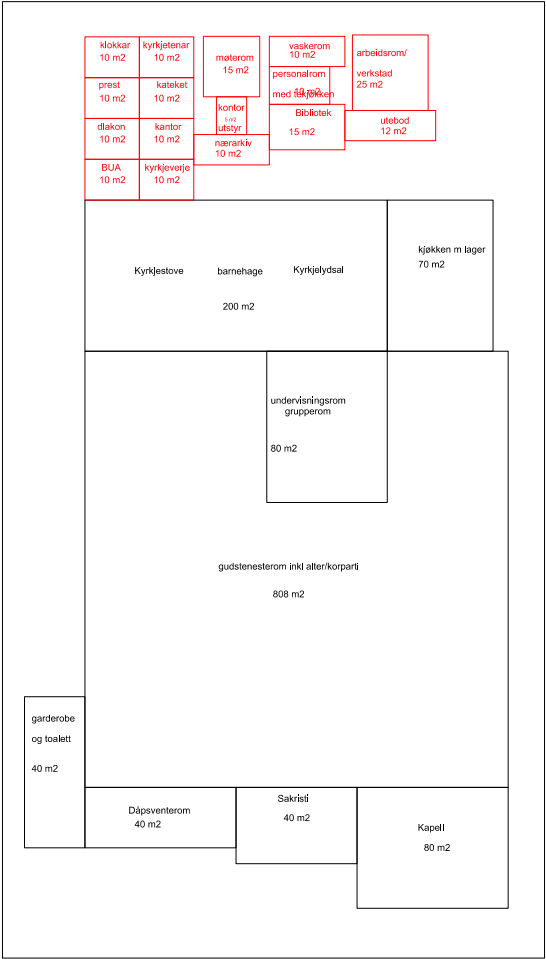 klokkar
10 m2
kyrkjetenar
10 m2
prest
10 m2
kateket
10 m2
dIakon
10 m2
kantor
10 m2
BUA
10 m2
kyrkjeverje
10 m2
møterom
15 m2
kontor
5 m2
utstyr
nærarkiv
10 m2
vaskerom
10 m2
personalrom
10 m2
med tekjøkken
Bibliotek
15 m2
arbeidsrom/
verkstad
25 m2
utebod
12 m2
KyrkJestove
barnehage
Kyrkjelydsal
200 m2
kjøkken m lager
70 m2
undervisningsrom
grupperom
80 m2
gudstenesterom inkl alter/korparti
808 m2
garderobe
og toalett
40 m2
Dåpsventerom
40 m2
Sakristi
40 m2
Kapell
80 m2